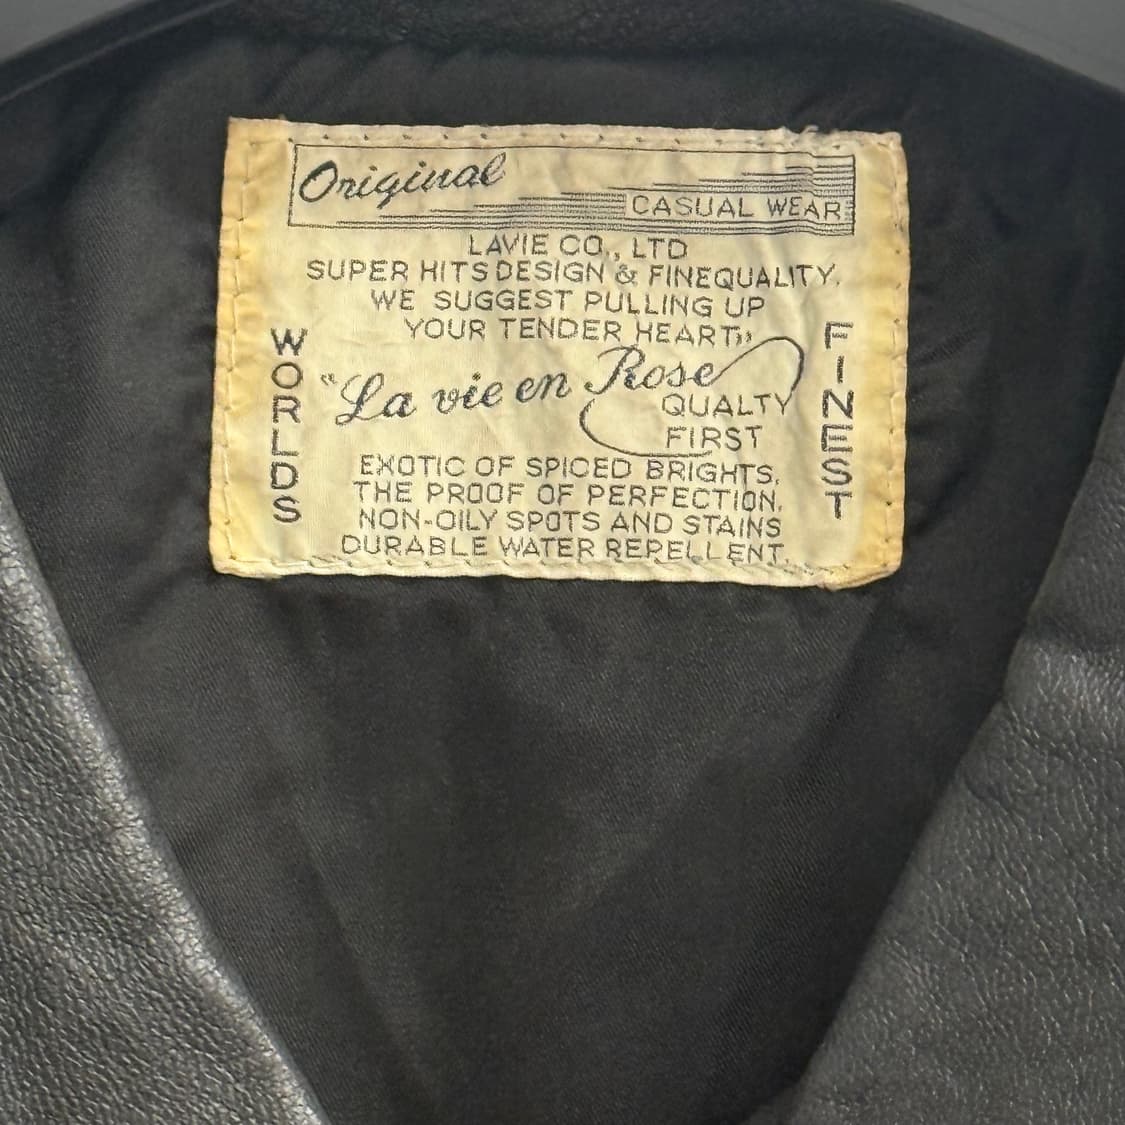 Original
CASUAL WEAR
LAVIE CO., LTD
SUPER HITS DESIGN & FINEQUALITY.
WE SUGGEST PULLING UP
YOUR TENDER HEART»
WORLDS
"La vie en Rose
QUALTY
FIRST
FINEST
EXOTIC OF SPICED BRIGHTS.
THE PROOF OF PERFECTION.
NON-OILY SPOTS AND STAINS
DURABLE WATER REPELLENT.